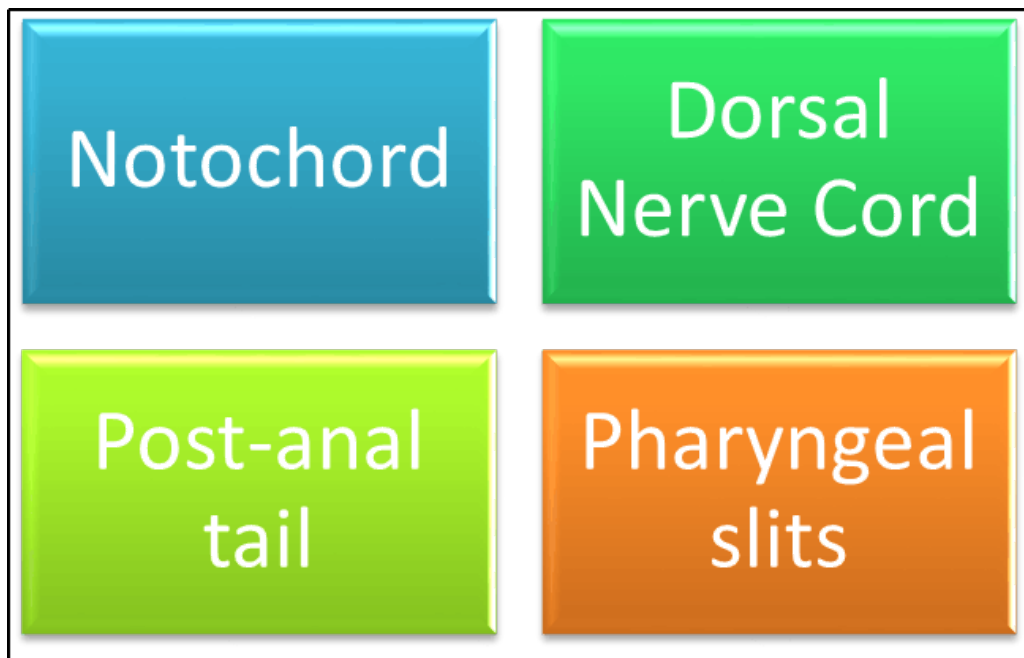 Notochord
Dorsal
Nerve Cord
Post-anal
tail
Pharyngeal
slits